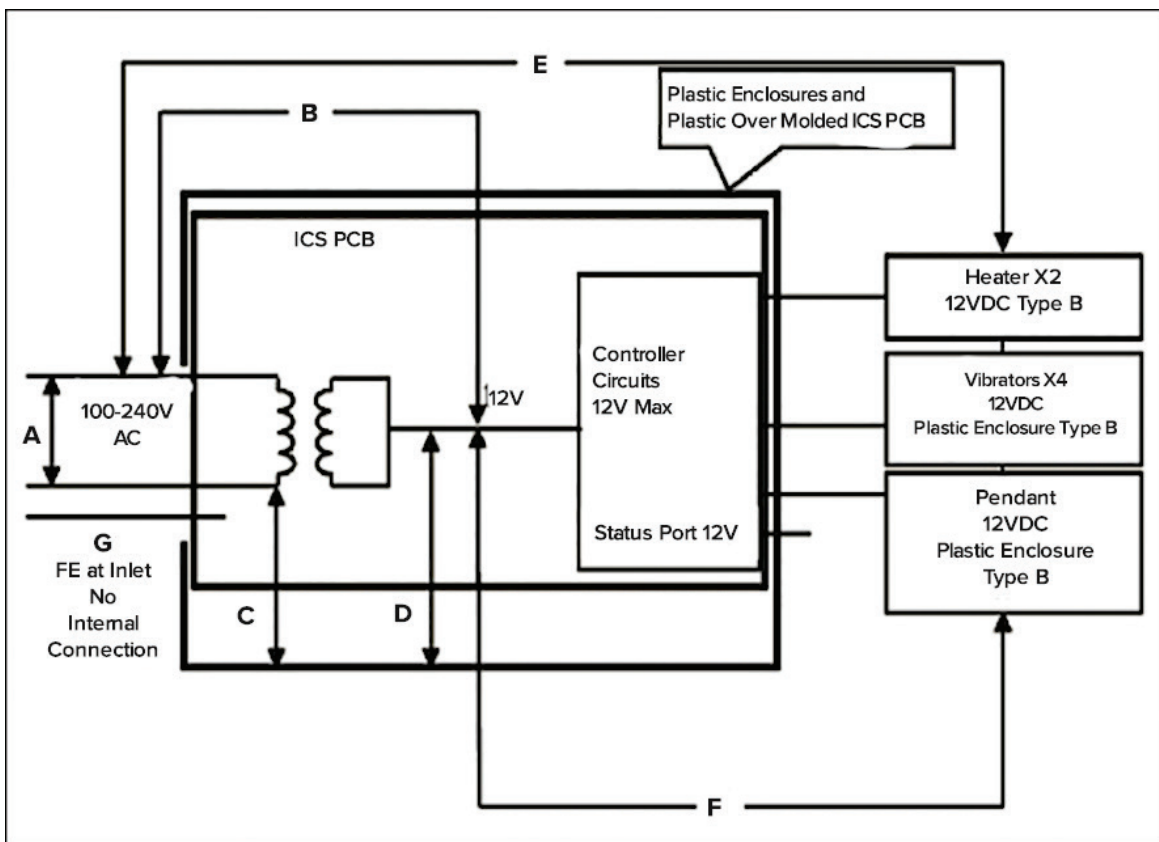 E
B
Plastic Enclosures and
Plastic Over Molded ICS PCB
ICS PCB
Heater X2
12VDC Type B
Controller
Circuits
12V Max
12V
Vibrators X4
12VDC
Plastic Enclosure Type B
100-240V
AC
A
Pendant
12VDC
Plastic Enclosure
Type B
Status Port 12V
G
FE at Inlet
No
Internal
Connection
C
D
F